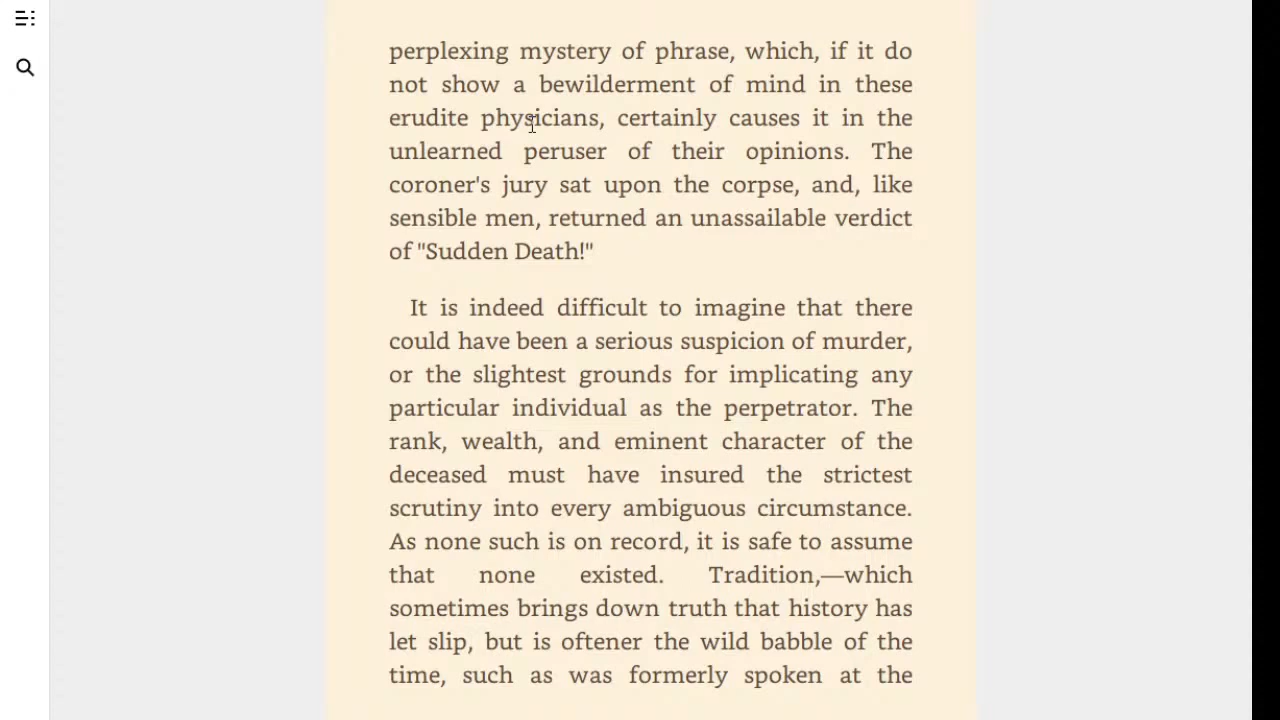 perplexing mystery of phrase, which, if it do
not show a bewilderment of mind in these
erudite physicians, certainly causes it in the
unlearned peruser of their opinions. The
coroner's jury sat upon the corpse, and, like
sensible men, returned an unassailable verdict
of "Sudden Death!"
It is indeed difficult to imagine that there
could have been a serious suspicion of murder,
or the slightest grounds for implicating any
particular individual as the perpetrator. The
rank, wealth, and eminent character of the
deceased must have insured the strictest
scrutiny into every ambiguous circumstance.
As none such is on record, it is safe to assume
that none existed. Tradition,—which
sometimes brings down truth that history has
let slip, but is oftener the wild babble of the
time, such as was formerly spoken at the